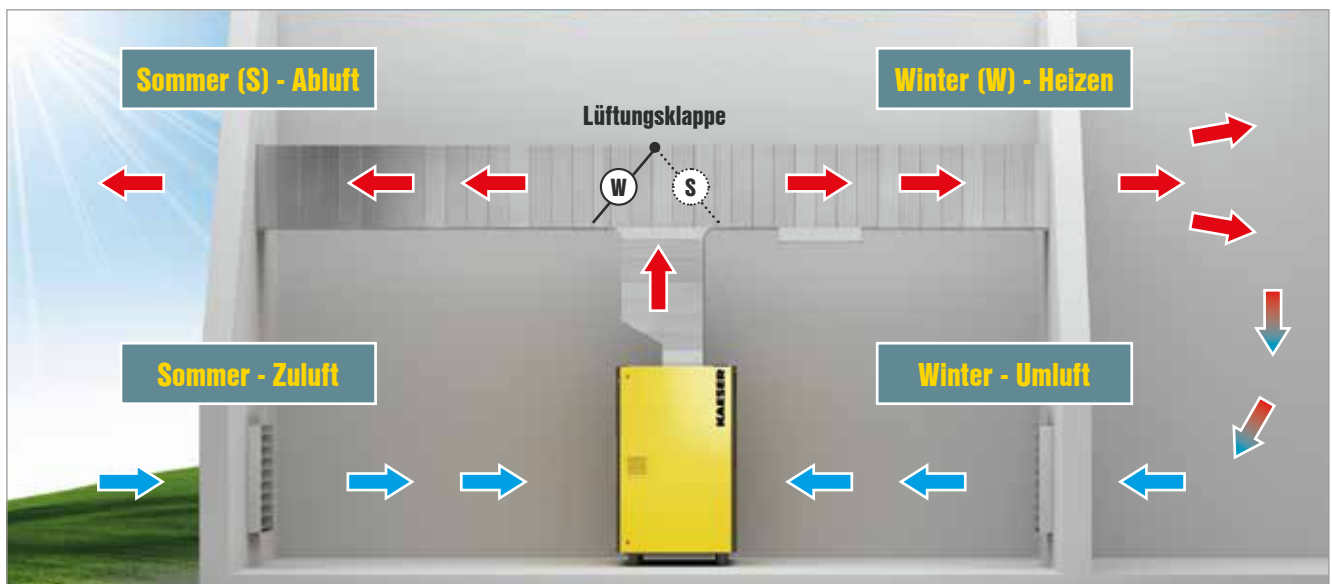 Sommer (S) - Abluft
Winter (W) - Heizen
Lüftungsklappe
W
S
Sommer - Zuluft
Winter - Umluft
KAESER